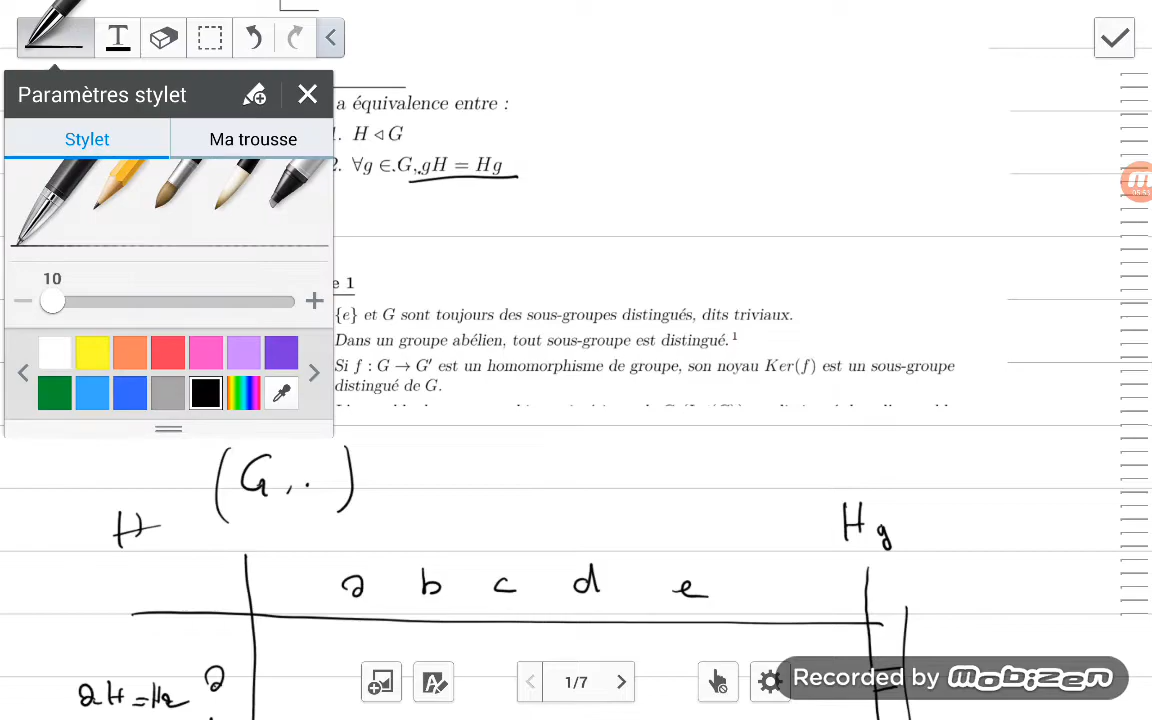 T
Paramètres stylet
Stylet
Ma trousse
10
a équivalence entre :
1. H ◁ G
2. ∀g ∈ G, gH = Hg
e 1
{e} et G sont toujours des sous-groupes distingués, dits triviaux.
Dans un groupe abélien, tout sous-groupe est distingué. 1
Si f : G → G′ est un homomorphisme de groupe, son noyau Ker(f) est un sous-groupe
distingué de G.
(G, .)
H
Hg
a b c d e
aH = Ha
a
1/7
Recorded by mobizen